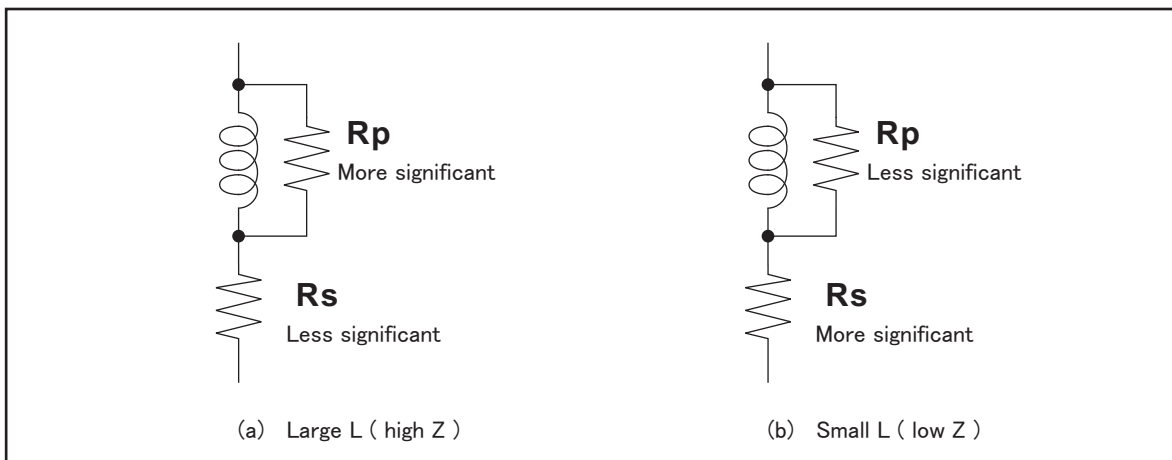 Rp
More significant
Rs
Less significant
(a) Large L ( high Z )
Rp
Less significant
Rs
More significant
(b) Small L ( low Z )